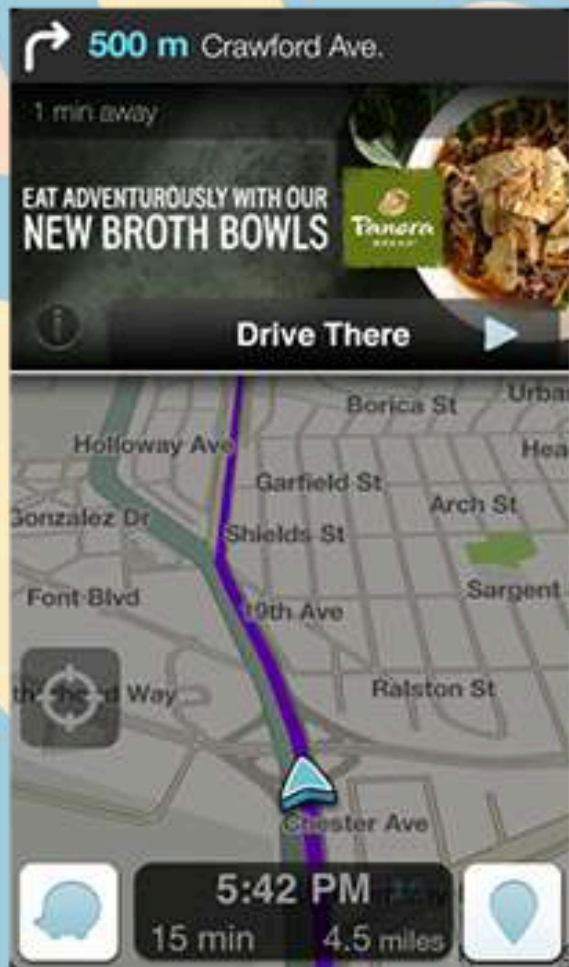 500 m Crawford Ave.
1 min away
EAT ADVENTUROUSLY WITH OUR
NEW BROTH BOWLS
Panera
BREAD
i
Drive There
Borica St
Holloway Ave
Garfield St
Arch St
Gonzalez Dr
Shields St
Font Blvd
Sargent
19th Ave
Way
Ralston St
Chester Ave
5:42 PM
15 min 4.5 miles